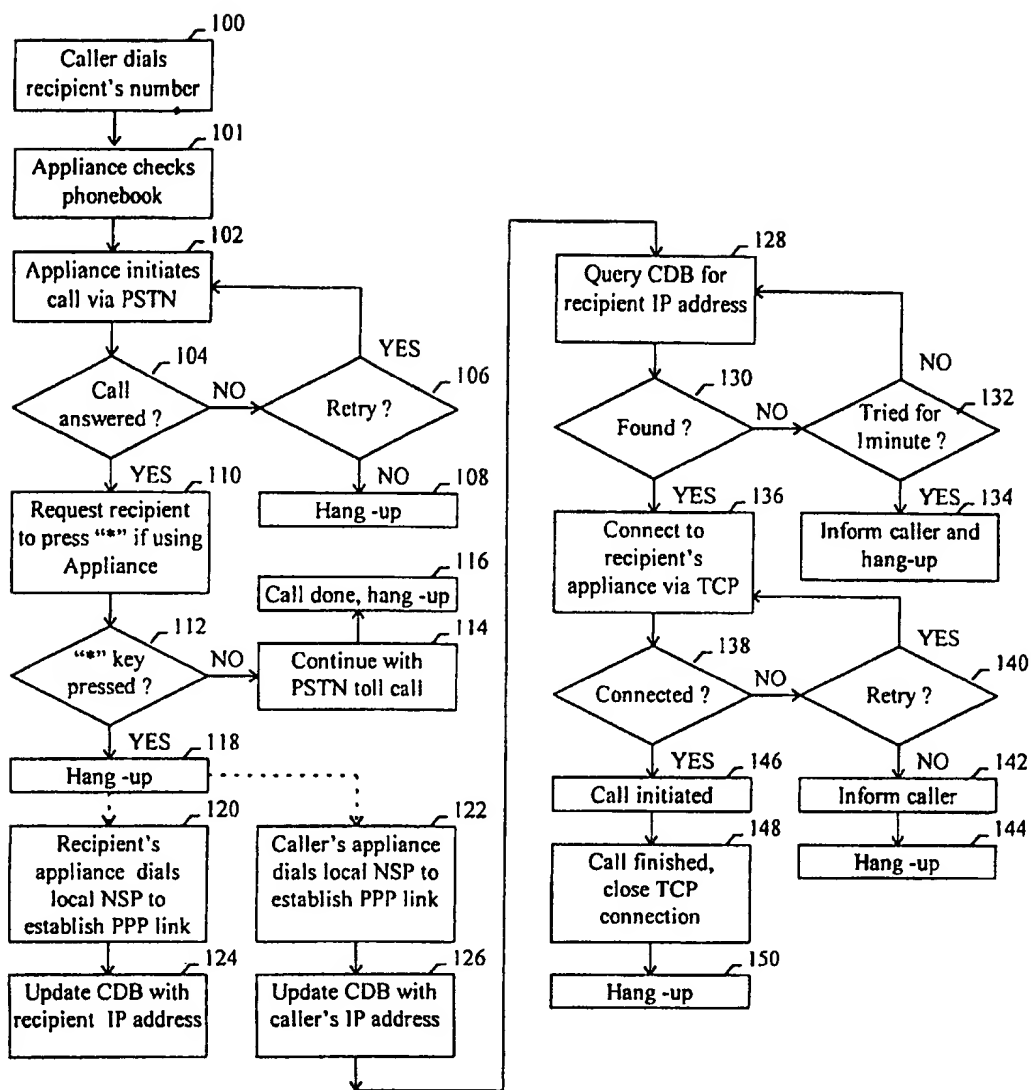 100
Caller dials
recipient's number
101
Appliance checks
phonebook
102
Appliance initiates
call via PSTN
104
Call
answered ?
NO
YES
106
Retry ?
YES
NO
108
Hang -up
110
Request recipient
to press “*” if using
Appliance
112
“*” key
pressed ?
NO
116
Call done, hang -up
114
Continue with
PSTN toll call
YES
118
Hang -up
120
Recipient's
appliance dials
local NSP to
establish PPP link
122
Caller's appliance
dials local NSP to
establish PPP link
124
Update CDB with
recipient IP address
126
Update CDB with
caller's IP address
128
Query CDB for
recipient IP address
130
Found ?
NO
NO
132
Tried for
1minute ?
YES
134
Inform caller and
hang-up
YES
136
Connect to
recipient's
appliance via TCP
138
Connected ?
NO
YES
140
Retry ?
YES
146
Call initiated
NO
142
Inform caller
144
Hang -up
148
Call finished,
close TCP
connection
150
Hang -up